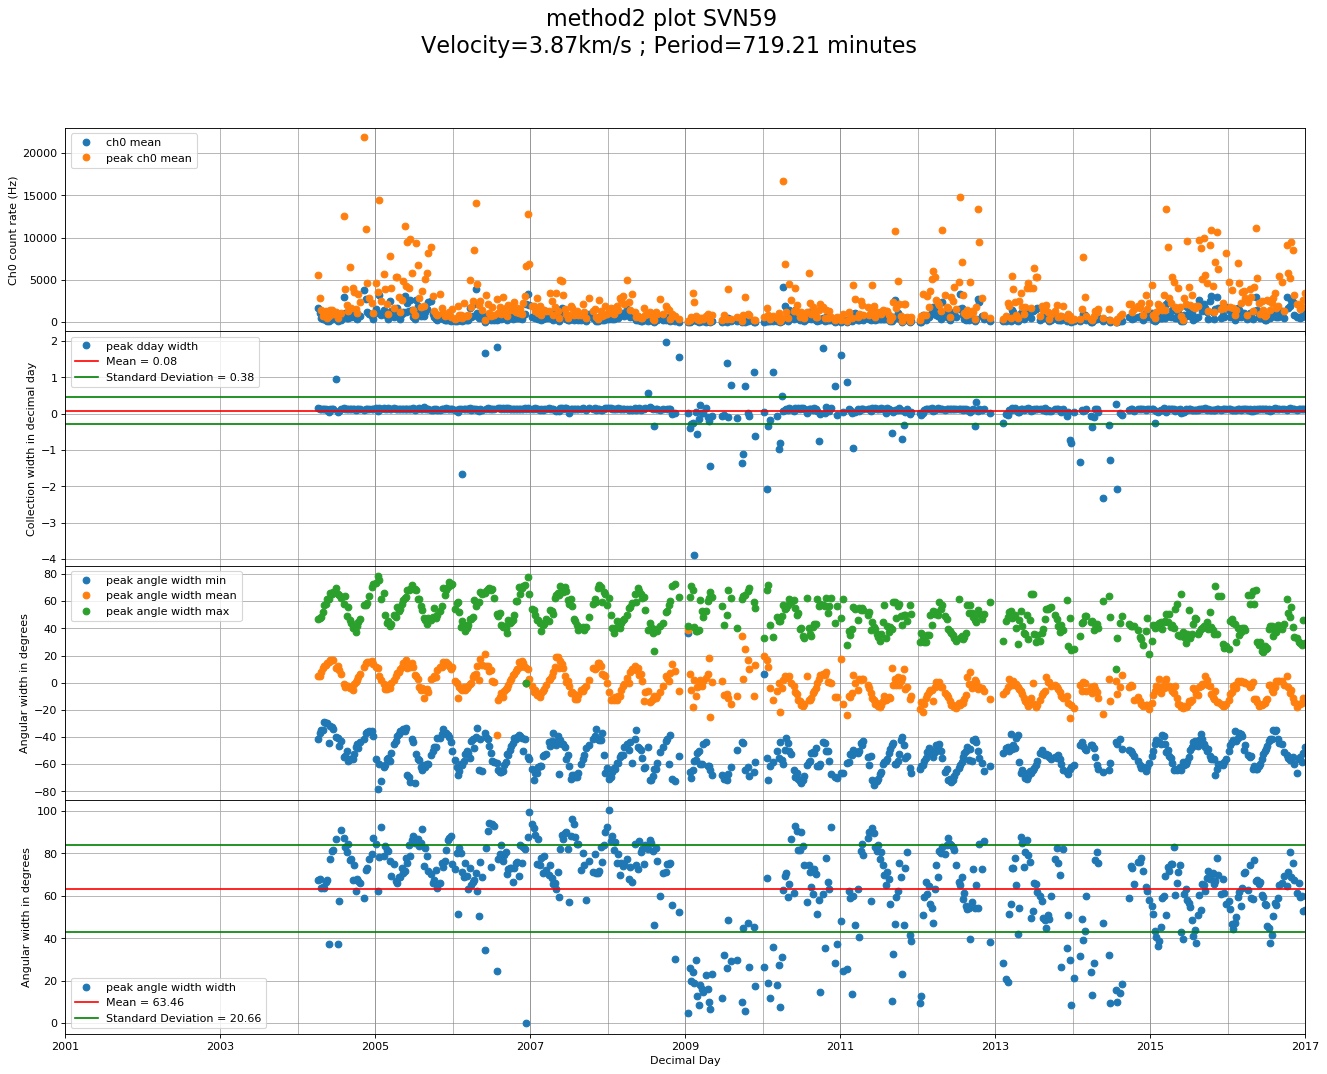 method2 plot SVN59
Velocity=3.87km/s ; Period=719.21 minutes
Ch0 count rate (Hz)
20000
15000
10000
5000
0
ch0 mean
peak ch0 mean
Collection width in decimal day
2
1
0
−1
−2
−3
−4
peak dday width
Mean = 0.08
Standard Deviation = 0.38
Angular width in degrees
80
60
40
20
0
−20
−40
−60
−80
peak angle width min
peak angle width mean
peak angle width max
Angular width in degrees
100
80
60
40
20
0
peak angle width width
Mean = 63.46
Standard Deviation = 20.66
2001 2003 2005 2007 2009 2011 2013 2015 2017
Decimal Day